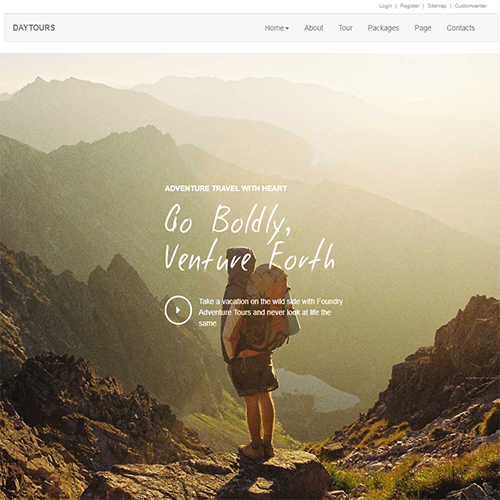 Login | Register | Sitemap | Customcenter
DAYTOURS Home About Tour Packages Page Contacts
ADVENTURE TRAVEL WITH HEART
Go Boldly,
Venture Forth
Take a vacation on the wild side with Foundry
Adventure Tours and never look at life the
same.